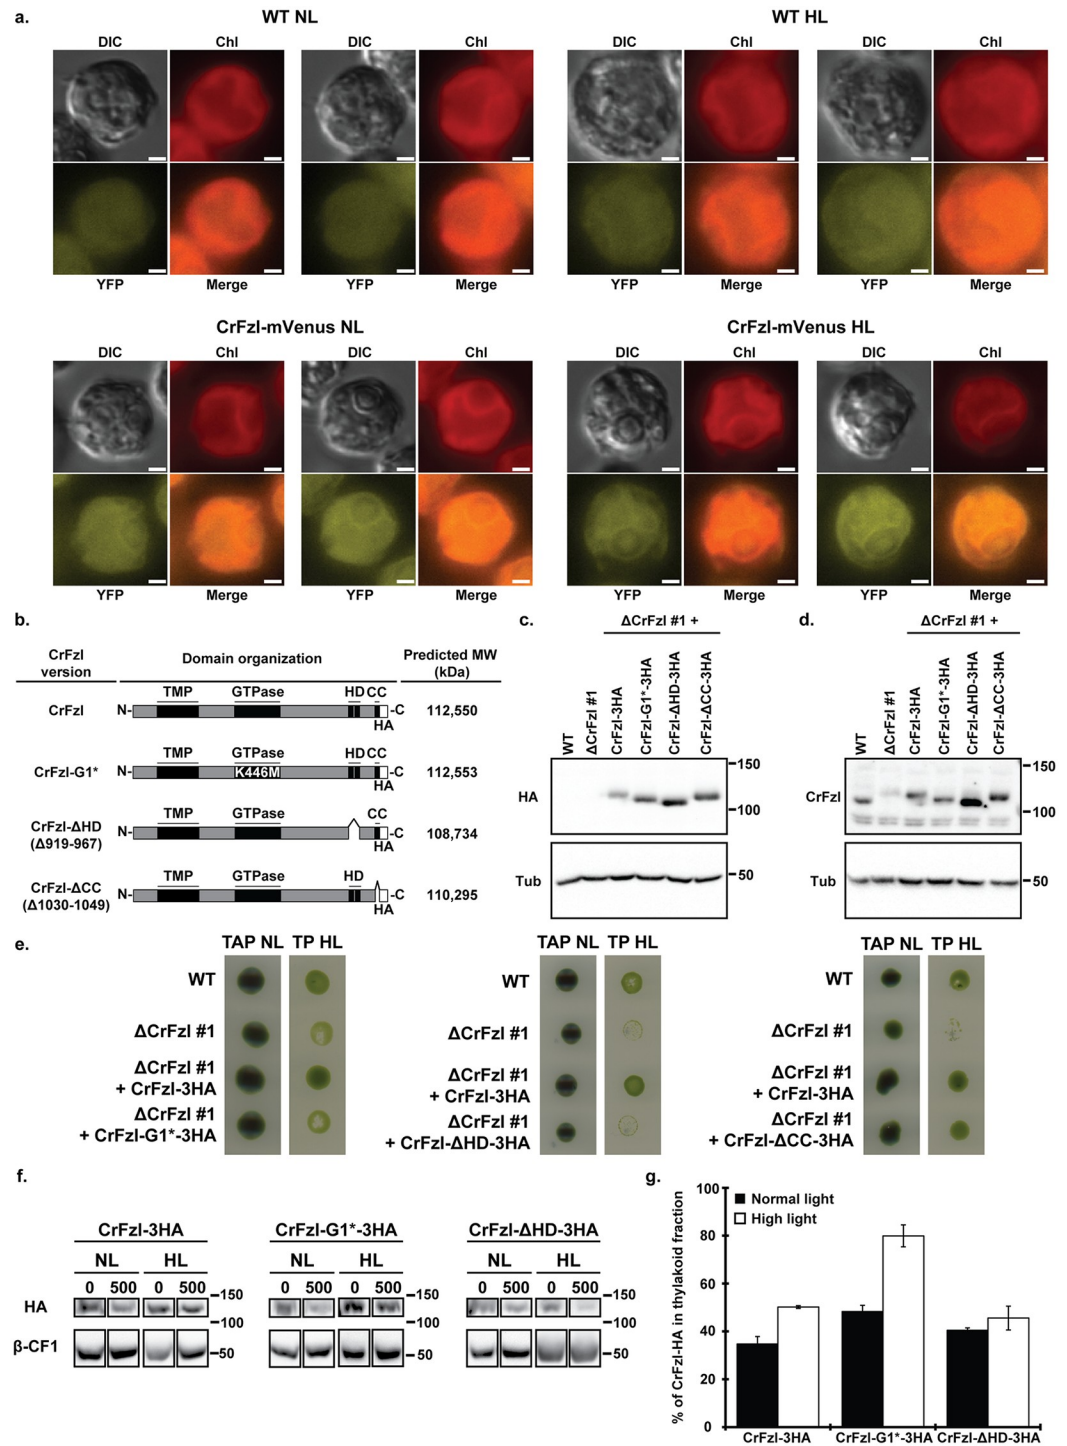 a.
WT NL
WT HL
DIC Chl DIC Chl DIC Chl DIC Chl
YFP Merge YFP Merge YFP Merge YFP Merge
CrFzl-mVenus NL
CrFzl-mVenus HL
DIC Chl DIC Chl DIC Chl DIC Chl
YFP Merge YFP Merge YFP Merge YFP Merge
b.
CrFzl version
Domain organization
Predicted MW (kDa)
TMP GTPase HD CC
CrFzl N- -C 112,550
HA
TMP GTPase HD CC
CrFzl-G1* N- K446M -C 112,553
HA
TMP GTPase CC
CrFzl-ΔHD
(Δ919-967)
N- -C 108,734
HA
TMP GTPase HD
CrFzl-ΔCC
(Δ1030-1049)
N- -C 110,295
HA
c.
ΔCrFzl #1 +
WT
ΔCrFzl #1
CrFzl-3HA
CrFzl-G1*-3HA
CrFzl-ΔHD-3HA
CrFzl-ΔCC-3HA
HA
150
100
Tub
50
d.
ΔCrFzl #1 +
WT
ΔCrFzl #1
CrFzl-3HA
CrFzl-G1*-3HA
CrFzl-ΔHD-3HA
CrFzl-ΔCC-3HA
CrFzl
150
100
Tub
50
e.
TAP NL TP HL
WT
ΔCrFzl #1
ΔCrFzl #1
+ CrFzl-3HA
ΔCrFzl #1
+ CrFzl-G1*-3HA
TAP NL TP HL
WT
ΔCrFzl #1
ΔCrFzl #1
+ CrFzl-3HA
ΔCrFzl #1
+ CrFzl-ΔHD-3HA
TAP NL TP HL
WT
ΔCrFzl #1
ΔCrFzl #1
+ CrFzl-3HA
ΔCrFzl #1
+ CrFzl-ΔCC-3HA
f.
CrFzl-3HA CrFzl-G1*-3HA CrFzl-ΔHD-3HA
NL HL NL HL NL HL
0 500 0 500 0 500 0 500 0 500 0 500
HA 150 150 150
100 100 100
β-CF1 50 50 50
g.
% of CrFzl-HA in thylakoid fraction
Normal light
High light
100
80
60
40
20
0
CrFzl-3HA CrFzl-G1*-3HA CrFzl-ΔHD-3HA